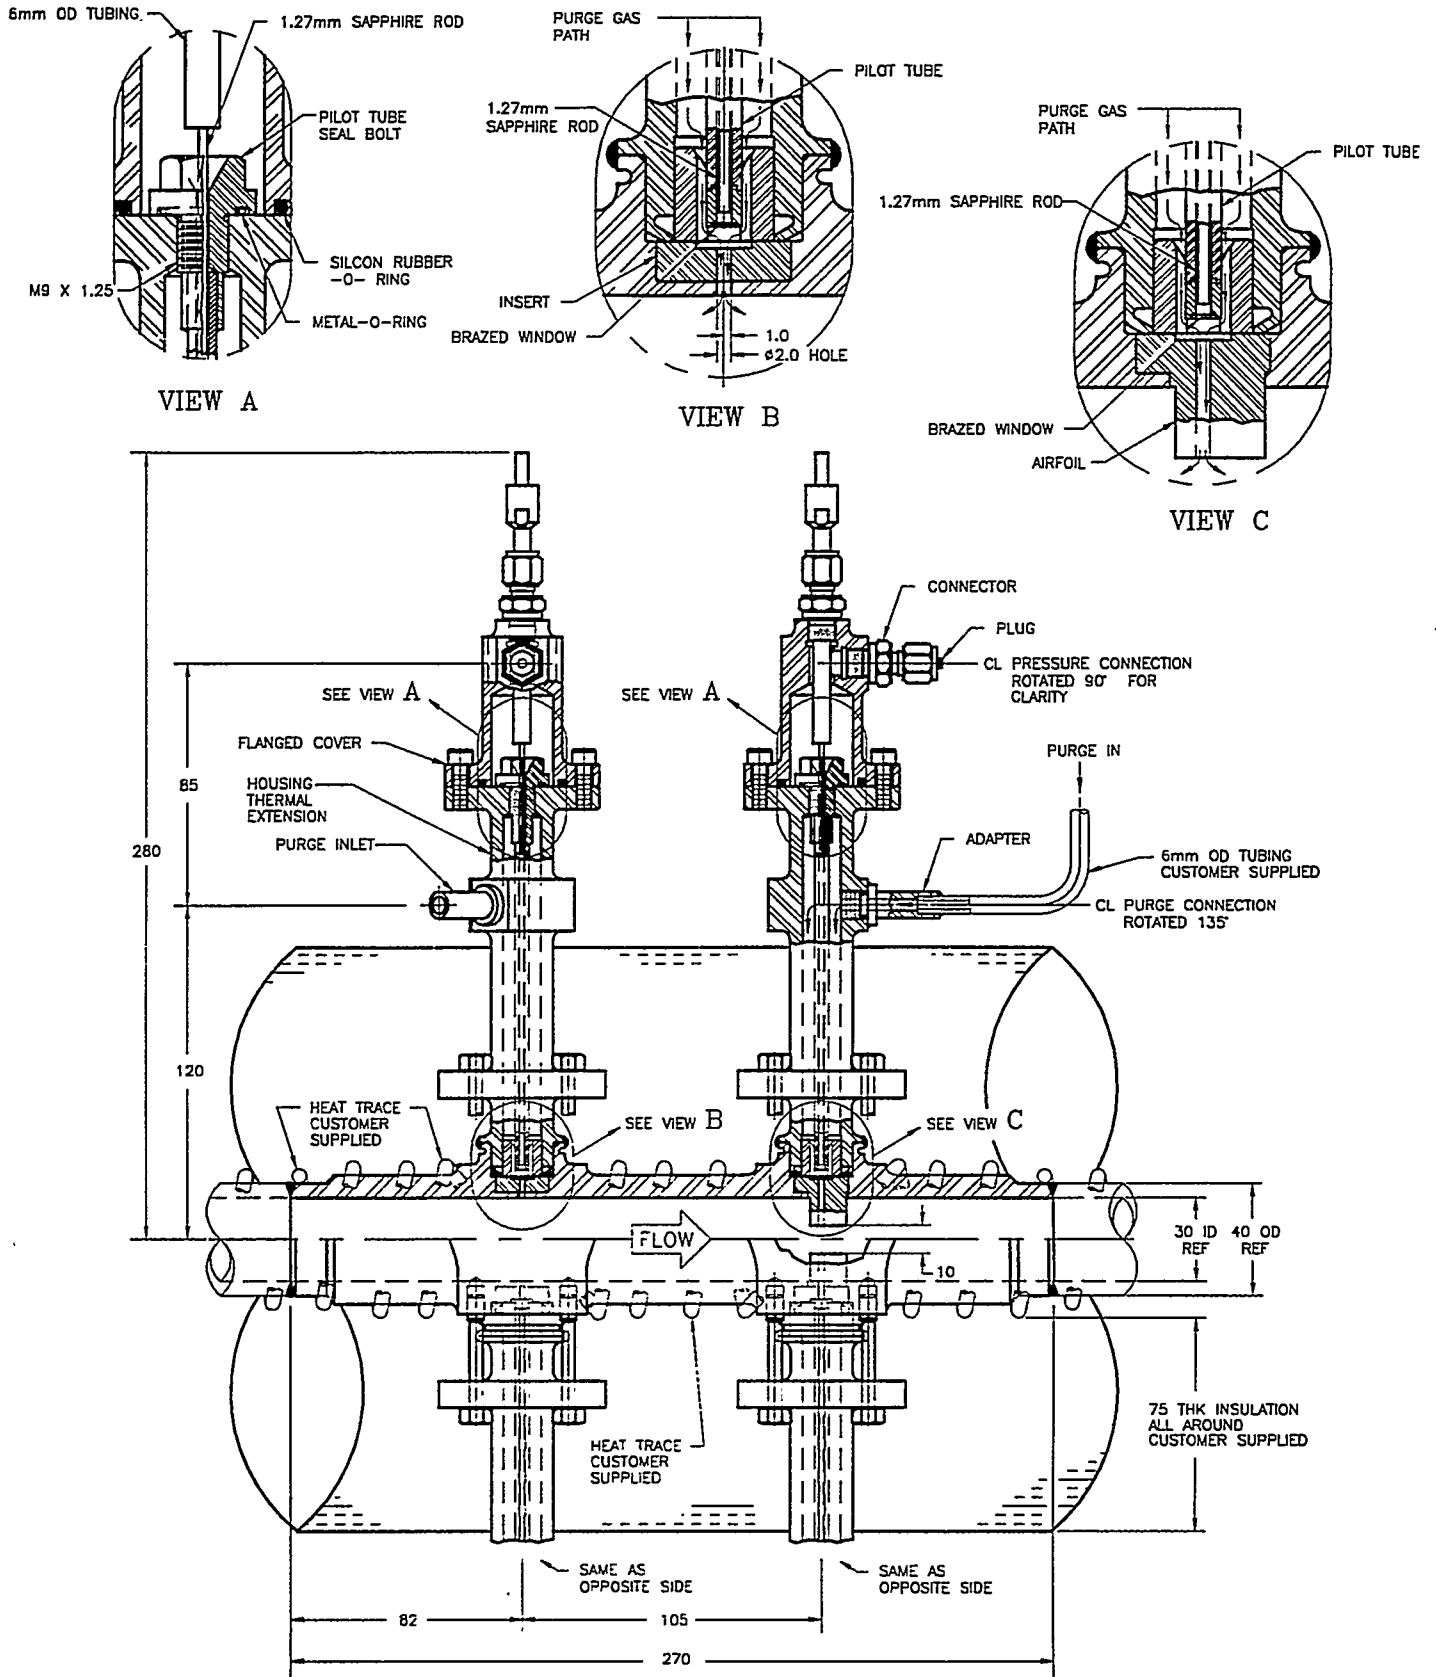 6mm OD TUBING
1.27mm SAPPHIRE ROD
PILOT TUBE
SEAL BOLT
SILCON RUBBER
-O- RING
M9 X 1.25
METAL-O-RING
VIEW A
PURGE GAS
PATH
PILOT TUBE
1.27mm
SAPPHIRE ROD
INSERT
BRAZED WINDOW
1.0
ø2.0 HOLE
VIEW B
PURGE GAS
PATH
PILOT TUBE
1.27mm SAPPHIRE ROD
BRAZED WINDOW
AIRFOIL
VIEW C
CONNECTOR
PLUG
CL PRESSURE CONNECTION
ROTATED 90° FOR
CLARITY
SEE VIEW A
SEE VIEW A
FLANGED COVER
PURGE IN
85
HOUSING
THERMAL
EXTENSION
280
PURGE INLET
ADAPTER
6mm OD TUBING
CUSTOMER SUPPLIED
CL PURGE CONNECTION
ROTATED 135°
120
HEAT TRACE
CUSTOMER
SUPPLIED
SEE VIEW B
SEE VIEW C
FLOW
30 ID
REF
40 OD
REF
10
75 THK INSULATION
ALL AROUND
CUSTOMER SUPPLIED
HEAT TRACE
CUSTOMER
SUPPLIED
SAME AS
OPPOSITE SIDE
SAME AS
OPPOSITE SIDE
82
105
270